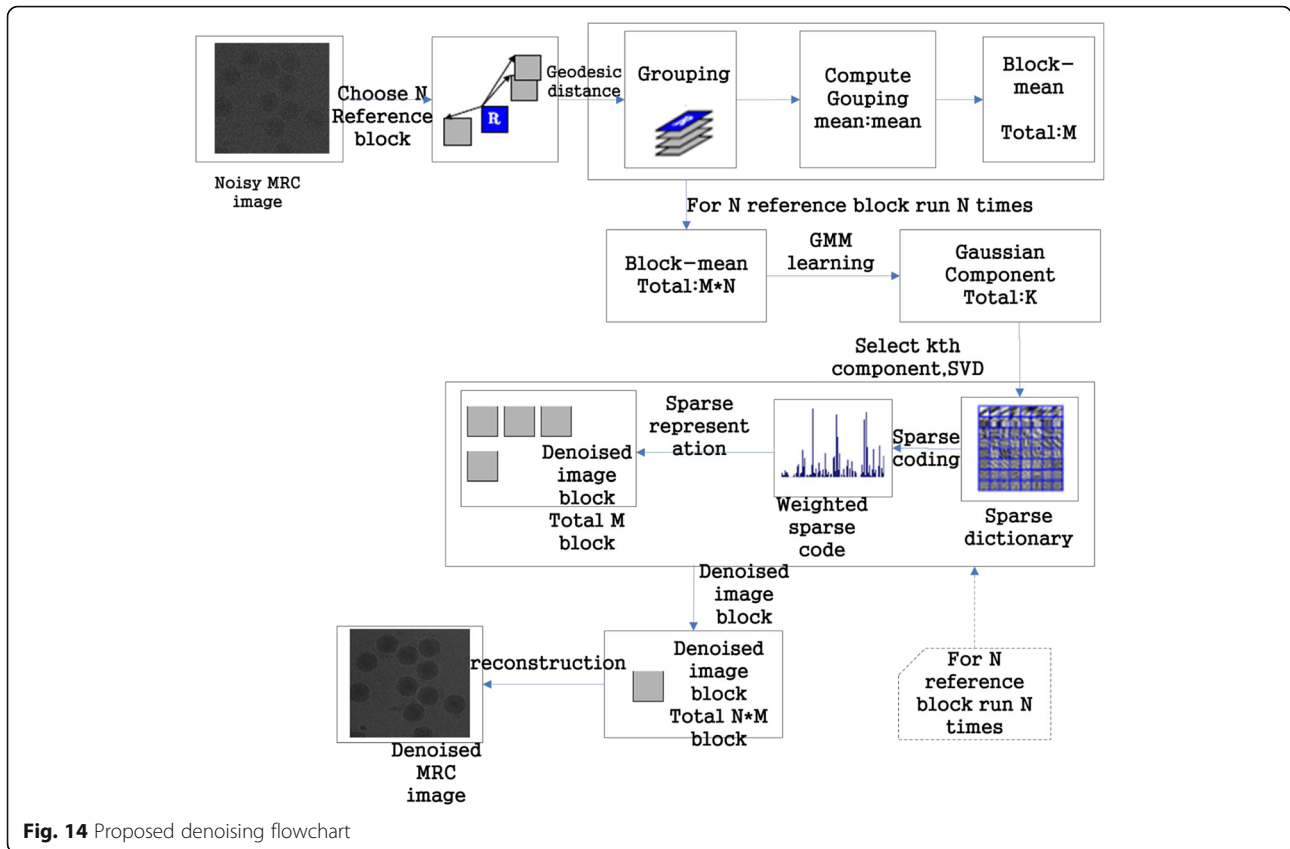 Noisy MRC
image
Choose N
Reference
block
R
Geodesic
distance
Grouping
Compute
Gouping
mean:mean
Block-
mean
Total:M
For N reference block run N times
Block-mean
Total:M*N
GMM
learning
Gaussian
Component
Total:K
Select kth
component,SVD
Sparse
dictionary
Sparse
coding
Weighted
sparse
code
Sparse
represent
ation
Denoised
image
block
Total M
block
For N
reference
block run N
times
Denoised
image
block
Denoised
image
block
Total N*M
block
reconstruction
Denoised
MRC
image
Fig. 14 Proposed denoising flowchart